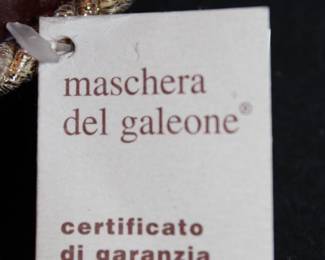 maschera
del galeone®
certificato
di garanzia